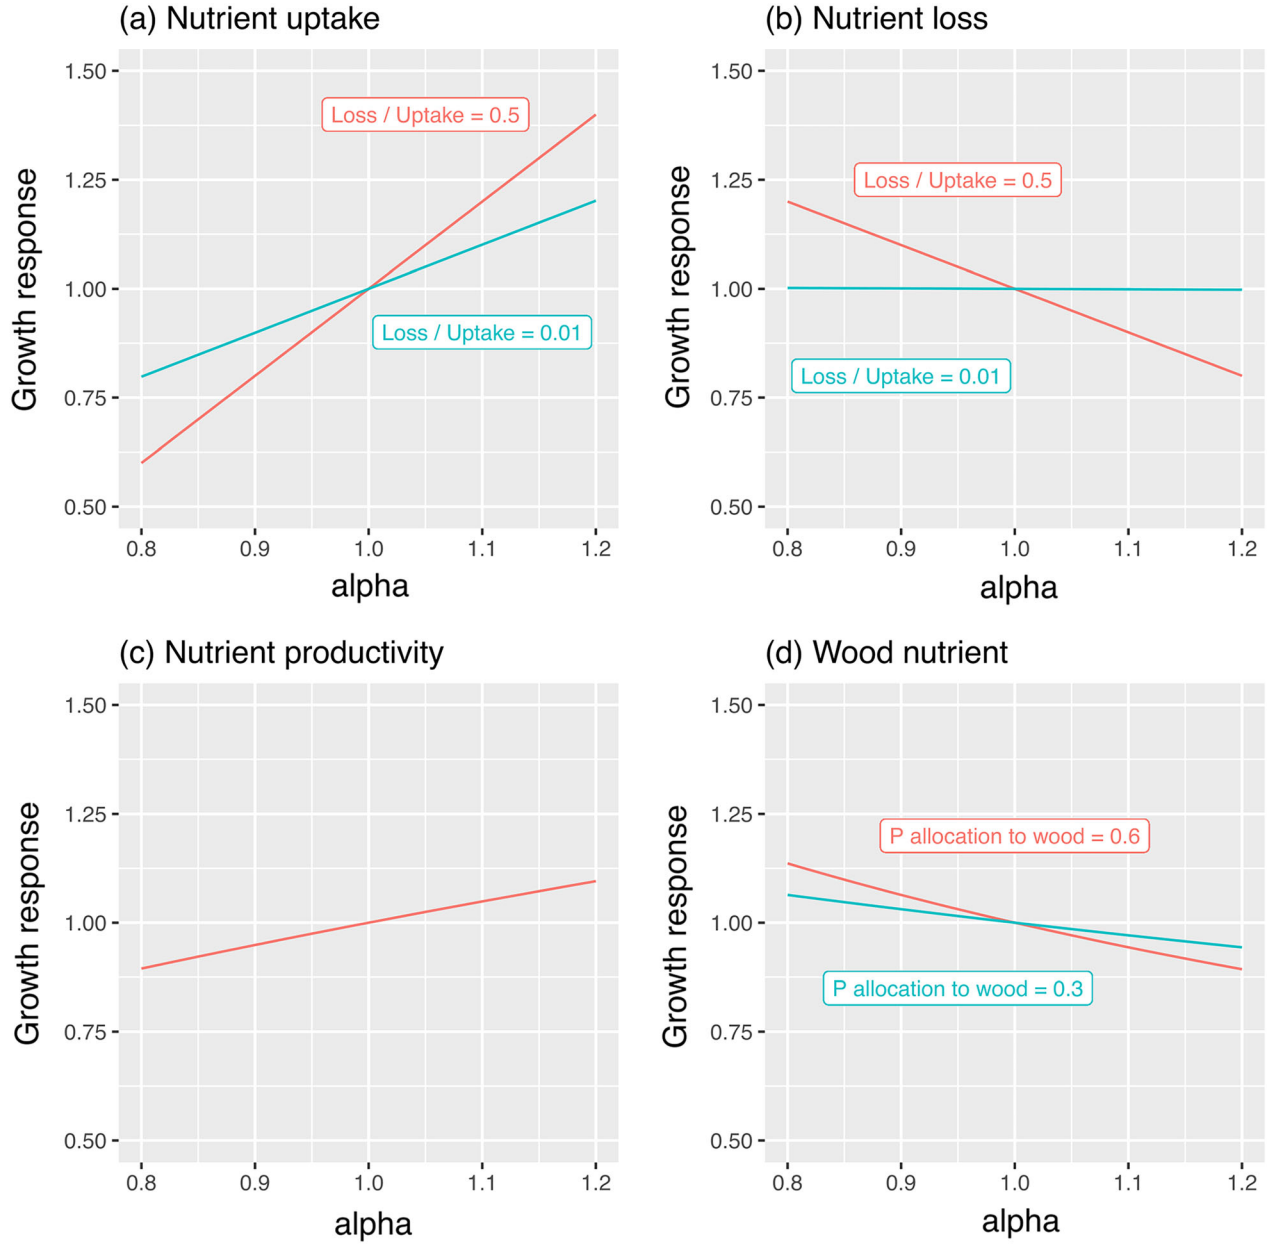 (a) Nutrient uptake
1.50
1.25
1.00
0.75
0.50
Growth response
Loss / Uptake = 0.5
Loss / Uptake = 0.01
0.8 0.9 1.0 1.1 1.2
alpha
(b) Nutrient loss
1.50
1.25
1.00
0.75
0.50
Growth response
Loss / Uptake = 0.5
Loss / Uptake = 0.01
0.8 0.9 1.0 1.1 1.2
alpha
(c) Nutrient productivity
1.50
1.25
1.00
0.75
0.50
Growth response
0.8 0.9 1.0 1.1 1.2
alpha
(d) Wood nutrient
1.50
1.25
1.00
0.75
0.50
Growth response
P allocation to wood = 0.6
P allocation to wood = 0.3
0.8 0.9 1.0 1.1 1.2
alpha